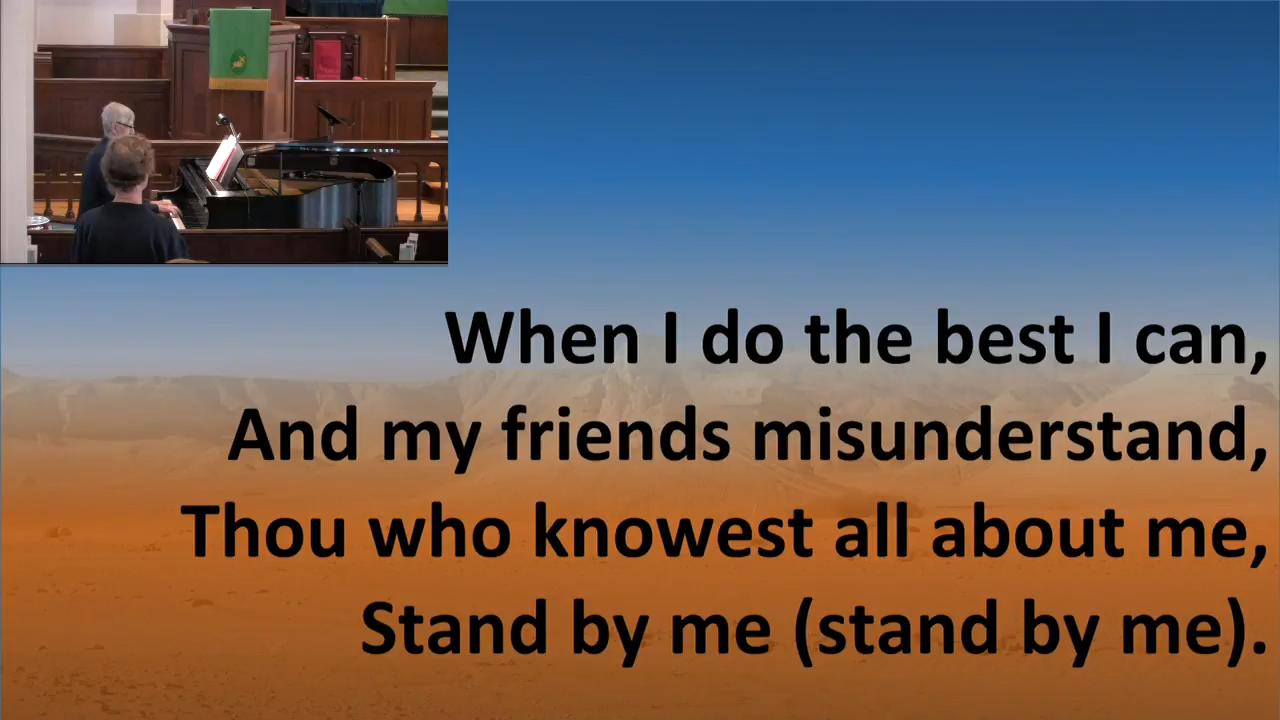 When I do the best I can,
And my friends misunderstand,
Thou who knowest all about me,
Stand by me (stand by me).